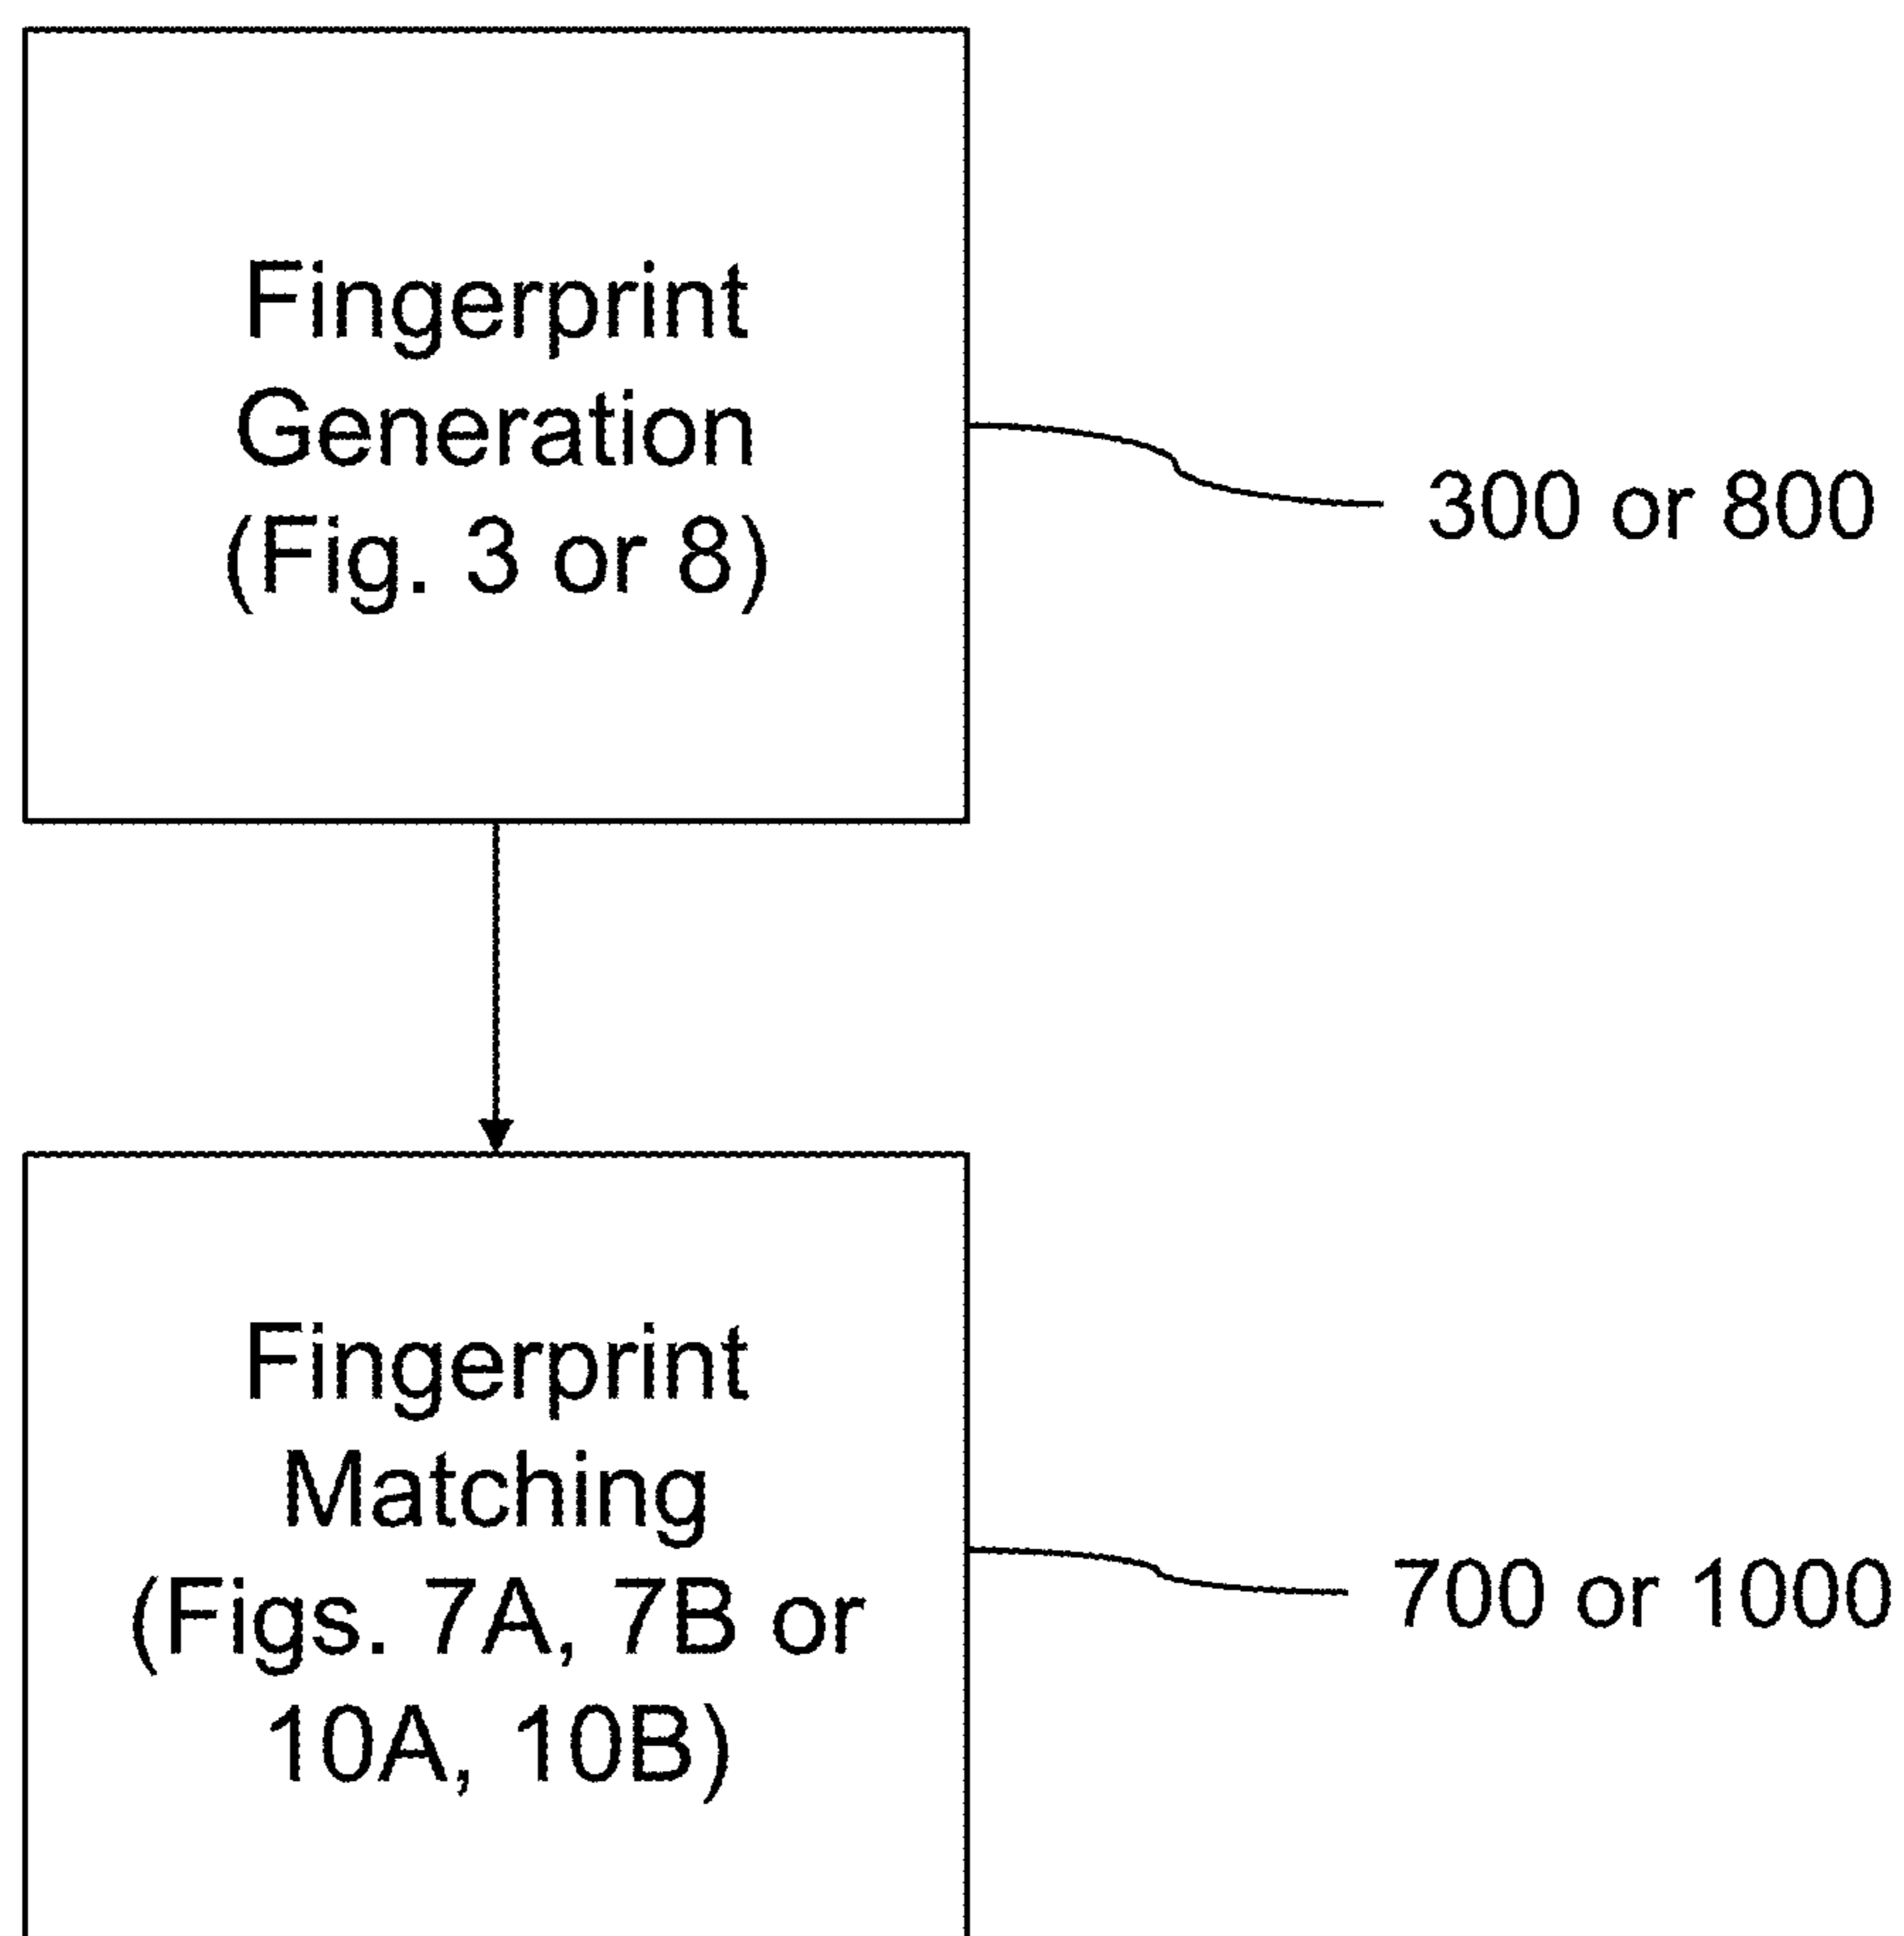 Fingerprint
Generation
(Fig. 3 or 8)
300 or 800
Fingerprint
Matching
(Figs. 7A, 7B or
10A, 10B)
700 or 1000